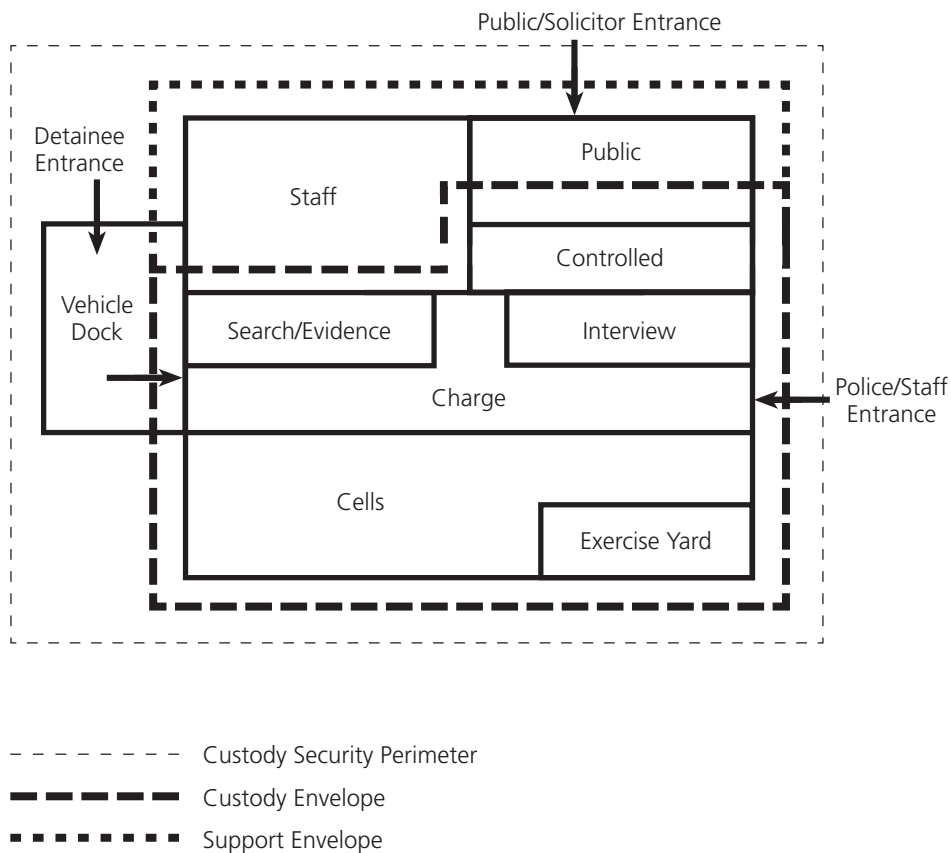 Public/Solicitor Entrance
Detainee
Entrance
Public
Staff
Controlled
Vehicle
Dock
Search/Evidence
Interview
Charge
Police/Staff
Entrance
Cells
Exercise Yard
Custody Security Perimeter
Custody Envelope
Support Envelope